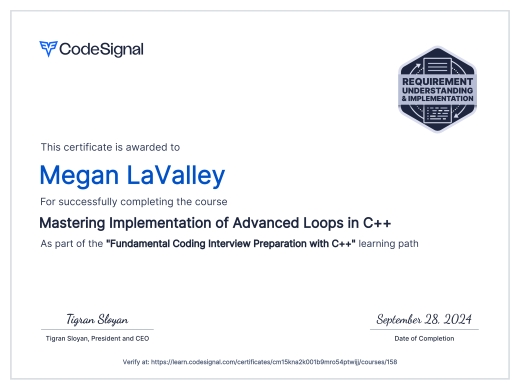 CodeSignal
REQUIREMENT
UNDERSTANDING
& IMPLEMENTATION
This certificate is awarded to
Megan LaValley
For successfully completing the course
Mastering Implementation of Advanced Loops in C++
As part of the "Fundamental Coding Interview Preparation with C++" learning path
Tigran Sloyan
September 28, 2024
Tigran Sloyan, President and CEO
Date of Completion
Verify at: https://learn.codesignal.com/certificates/cm15kna2k001b9mro54ptwjj/courses/158